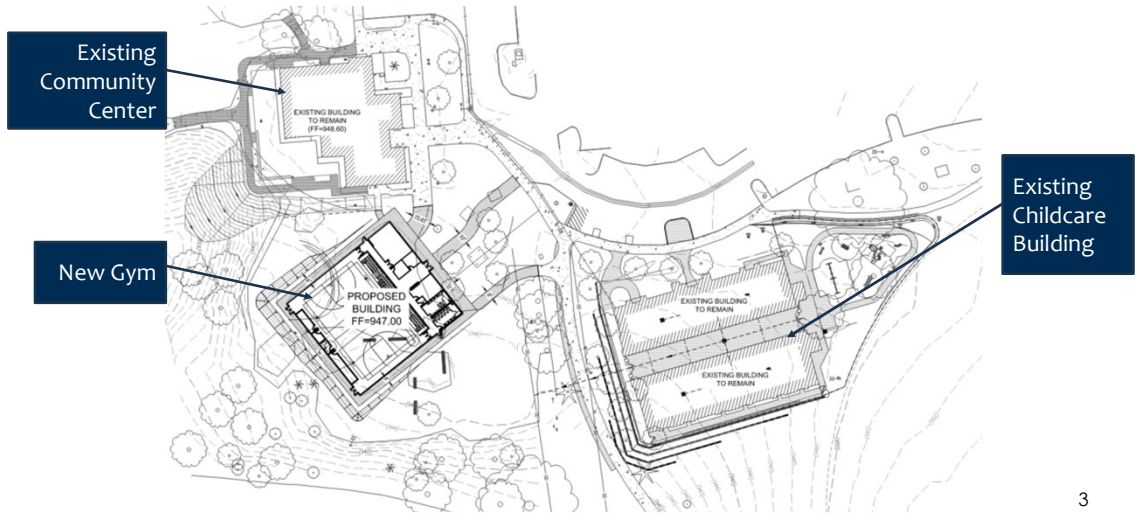 Existing
Community
Center
EXISTING BUILDING
TO REMAIN
(FF=948.60)
New Gym
PROPOSED
BUILDING
FF=947.00
Existing
Childcare
Building
EXISTING BUILDING
TO REMAIN
EXISTING BUILDING
TO REMAIN
3